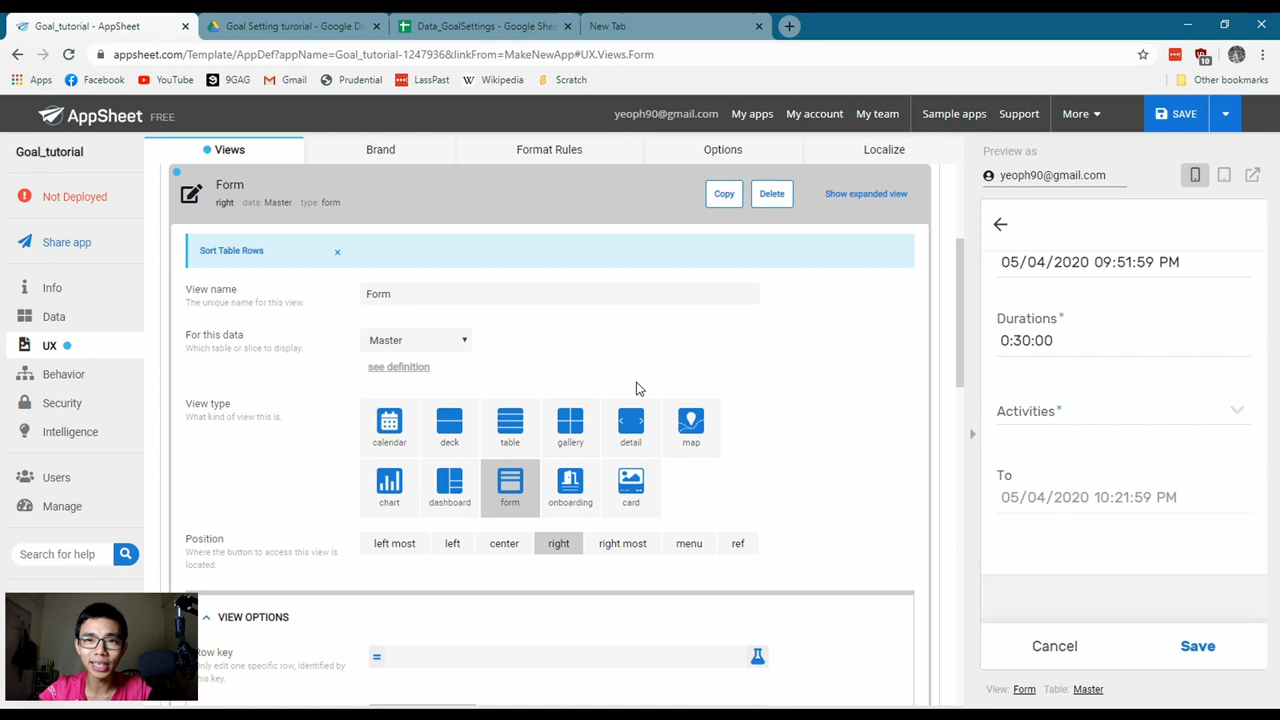 Goal_tutorial - AppSheet
Goal Setting turorial - Google Dr
Data_GoalSettings - Google She
New Tab
appsheet.com/Template/AppDef?appName=Goal_tutorial-1247936&linkFrom=MakeNewApp#UX.Views.Form
10
Apps
Facebook
YouTube
9GAG
Gmail
Prudential
LassPast
Wikipedia
Scratch
Other bookmarks
AppSheet FREE
yeoph90@gmail.com
My apps
My account
My team
Sample apps
Support
More
SAVE
Goal_tutorial
Views
Brand
Format Rules
Options
Localize
Preview as
yeoph90@gmail.com
Not Deployed
Share app
Info
Data
UX
Behavior
Security
Intelligence
Users
Manage
Search for help
Form
right data: Master type: form
Copy
Delete
Show expanded view
Sort Table Rows x
View name
The unique name for this view.
Form
For this data
Which table or slice to display.
Master
see definition
View type
What kind of view this is.
calendar
deck
table
gallery
detail
map
chart
dashboard
form
onboarding
card
Position
Where the button to access this view is
located.
left most
left
center
right
right most
menu
ref
VIEW OPTIONS
Row key
Only edit one specific row, identified by
this key.
=
05/04/2020 09:51:59 PM
Durations*
0:30:00
Activities*
To
05/04/2020 10:21:59 PM
Cancel
Save
View: Form Table: Master